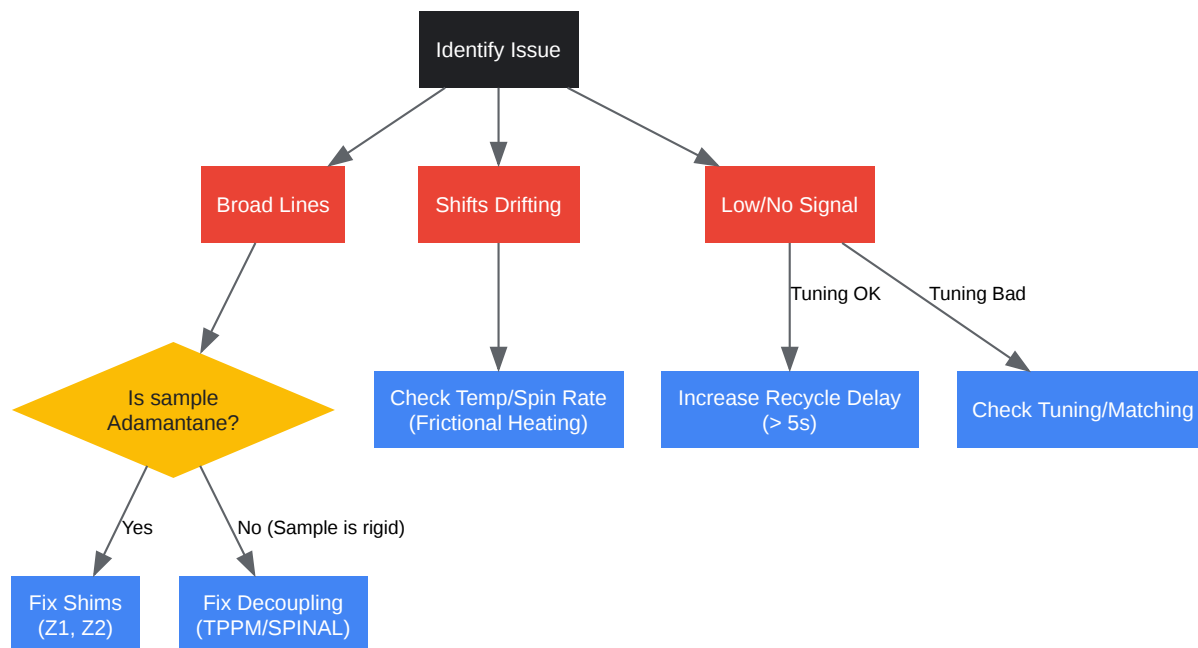 Identify Issue
Broad Lines
Shifts Drifting
Low/No Signal
Tuning OK
Tuning Bad
Is sample
Adamantane?
Check Temp/Spin Rate
(Frictional Heating)
Increase Recycle Delay
(> 5s)
Check Tuning/Matching
Yes
No (Sample is rigid)
Fix Shims
(Z1, Z2)
Fix Decoupling
(TPPM/SPINAL)